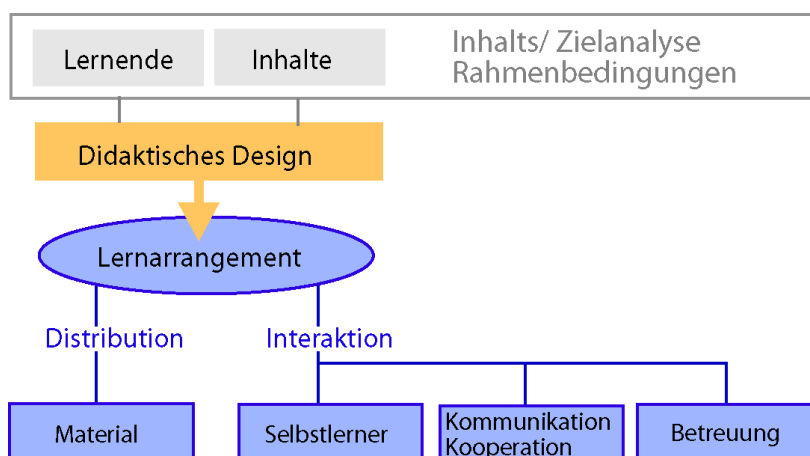 Lernende
Inhalte
Inhalts/ Zielanalyse
Rahmenbedingungen
Didaktisches Design
Lernarrangement
Distribution
Interaktion
Material
Selbstlerner
Kommunikation
Kooperation
Betreuung